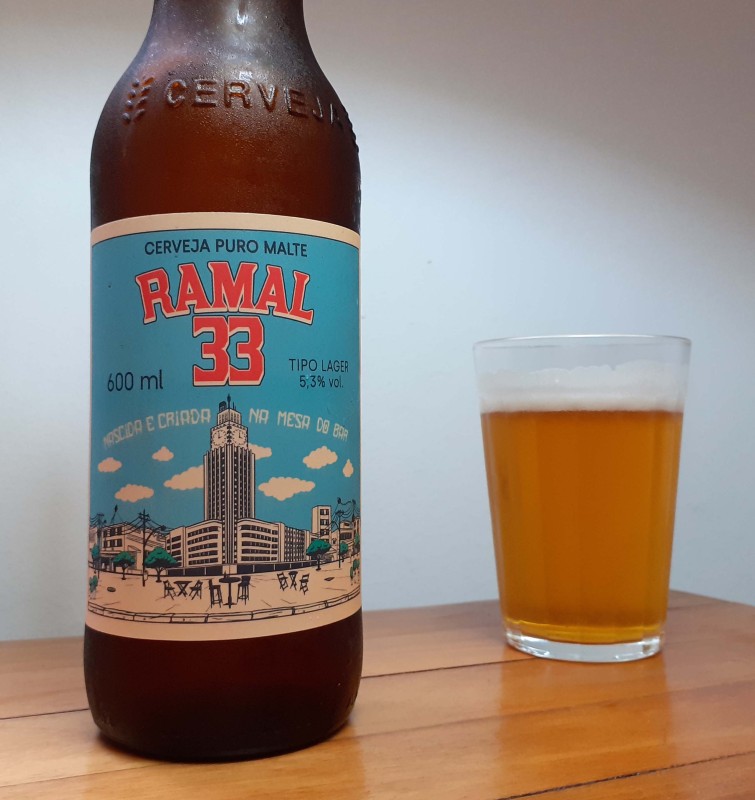 CERVEJA
CERVEJA PURO MALTE
RAMAL
33
600 ml
TIPO LAGER
5,3% vol.
NASCIDA E CRIADA NA MESA DO BAR